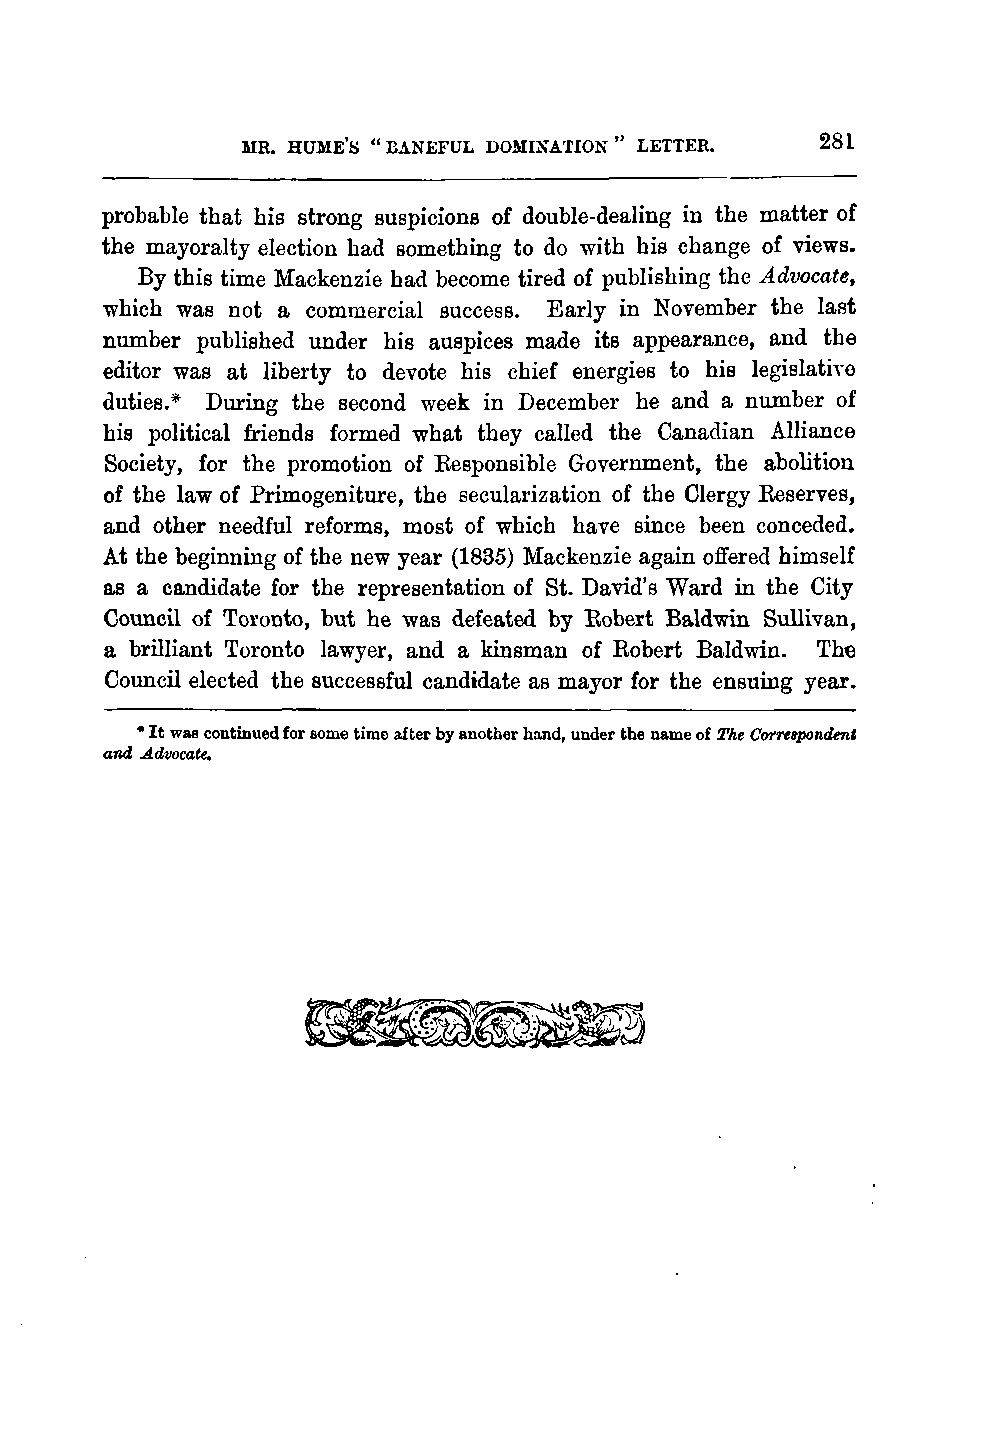 MR. HUME'S "BANEFUL DOMINATION" LETTER. 281
probable that his strong suspicions of double-dealing in the matter of
the mayoralty election had something to do with his change of views.
By this time Mackenzie had become tired of publishing the Advocate,
which was not a commercial success. Early in November the last
number published under his auspices made its appearance, and the
editor was at liberty to devote his chief energies to his legislative
duties.* During the second week in December he and a number of
his political friends formed what they called the Canadian Alliance
Society, for the promotion of Responsible Government, the abolition
of the law of Primogeniture, the secularization of the Clergy Reserves,
and other needful reforms, most of which have since been conceded.
At the beginning of the new year (1835) Mackenzie again offered himself
as a candidate for the representation of St. David's Ward in the City
Council of Toronto, but he was defeated by Robert Baldwin Sullivan,
a brilliant Toronto lawyer, and a kinsman of Robert Baldwin. The
Council elected the successful candidate as mayor for the ensuing year.
* It was continued for some time after by another hand, under the name of The Correspondent
and Advocate.